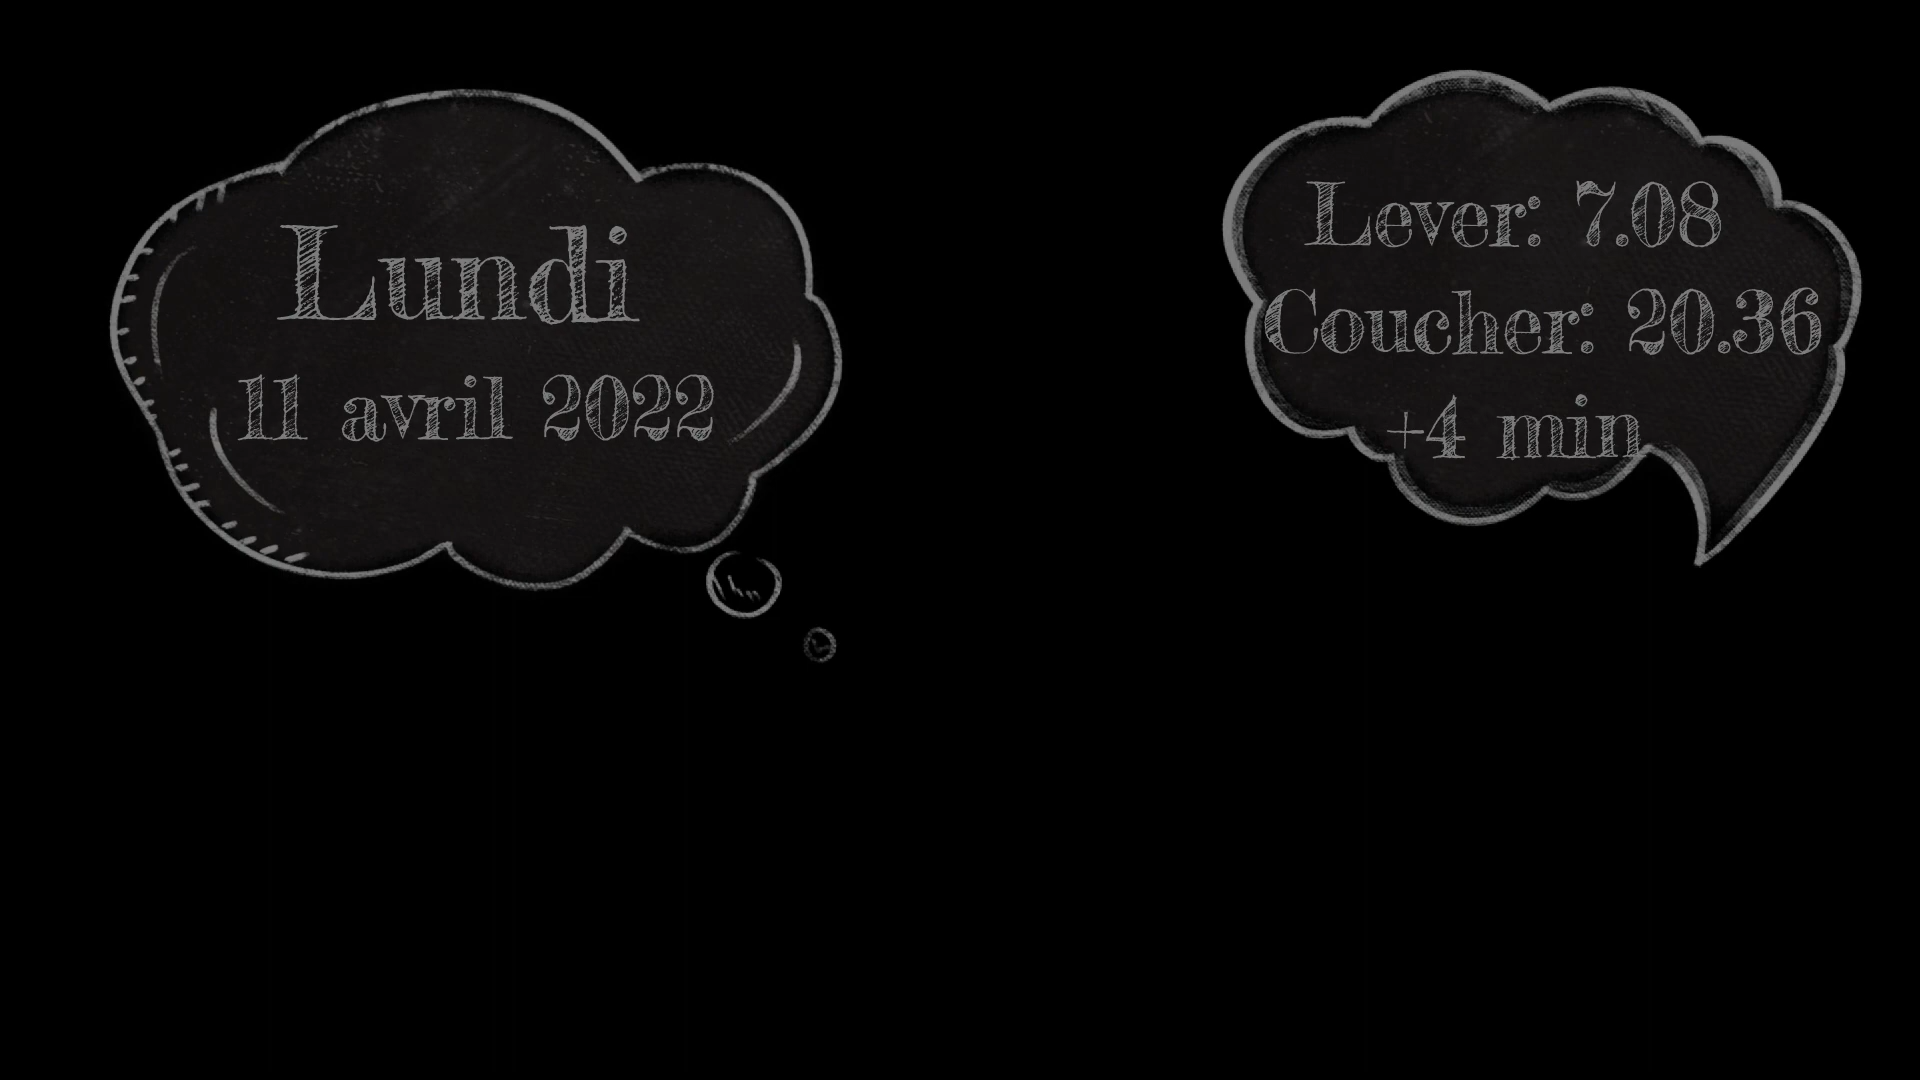 Lundi
11 avril 2022
Lever: 7.08
Coucher: 20.36
+4 min